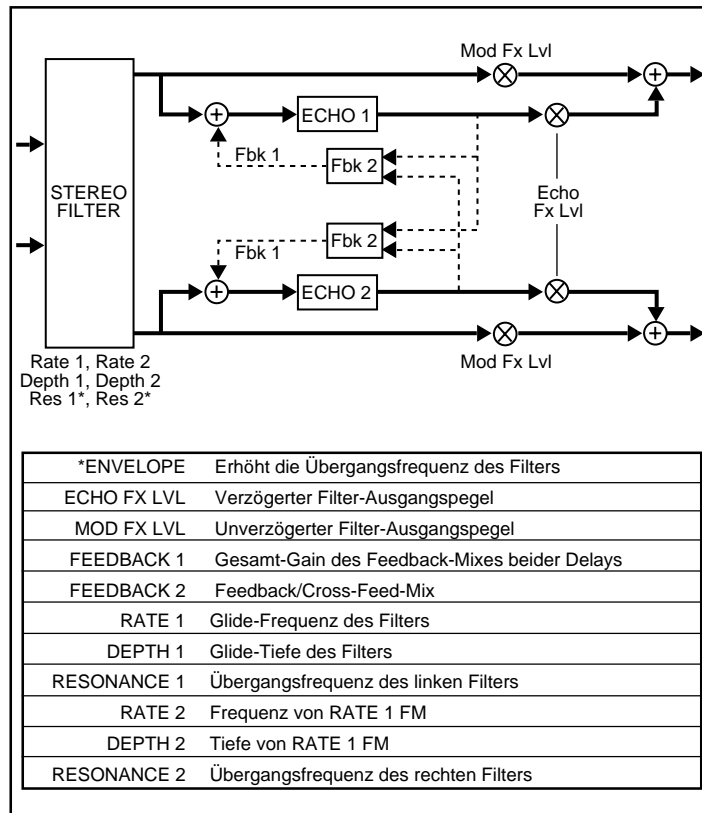 Mod Fx Lvl
ECHO 1
Fbk 1
Fbk 2
STEREO
FILTER
Echo
Fx Lvl
Fbk 2
Fbk 1
ECHO 2
Mod Fx Lvl
Rate 1, Rate 2
Depth 1, Depth 2
Res 1*, Res 2*
*ENVELOPE Erhöht die Übergangsfrequenz des Filters
ECHO FX LVL Verzögerter Filter-Ausgangspegel
MOD FX LVL Unverzögerter Filter-Ausgangspegel
FEEDBACK 1 Gesamt-Gain des Feedback-Mixes beider Delays
FEEDBACK 2 Feedback/Cross-Feed-Mix
RATE 1 Glide-Frequenz des Filters
DEPTH 1 Glide-Tiefe des Filters
RESONANCE 1 Übergangsfrequenz des linken Filters
RATE 2 Frequenz von RATE 1 FM
DEPTH 2 Tiefe von RATE 1 FM
RESONANCE 2 Übergangsfrequenz des rechten Filters